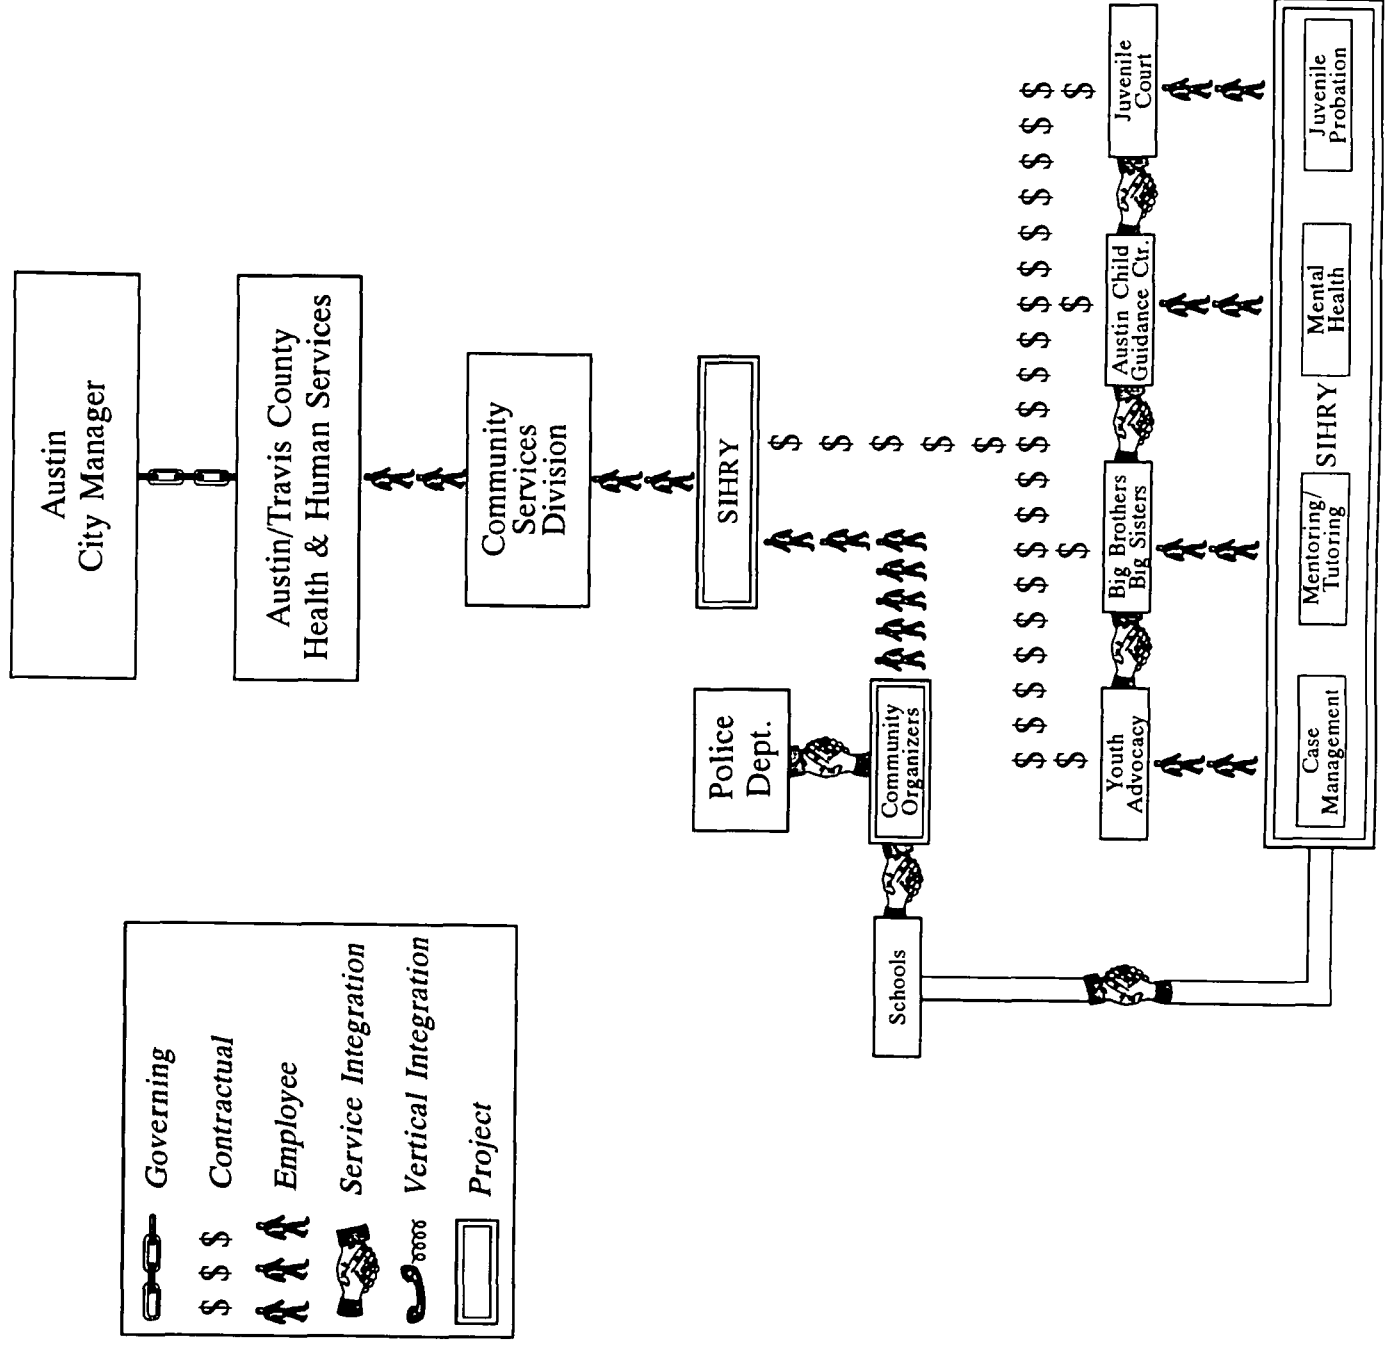 Governing
$ $ $ Contractual
Employee
Service Integration
Vertical Integration
Project
Austin
City Manager
Austin/Travis County
Health & Human Services
Community
Services
Division
SIHRY
Police
Dept.
Schools
Community
Organizers
$ $ $ $ $
$ $ $ $ $ $ $ $ $ $ $ $ $ $ $ $ $ $ $ $
$ $ $ $
Youth
Advocacy
Big Brothers
Big Sisters
Austin Child
Guidance Ctr.
Juvenile
Court
Case
Management
Mentoring/
Tutoring
SIHRY
Mental
Health
Juvenile
Probation